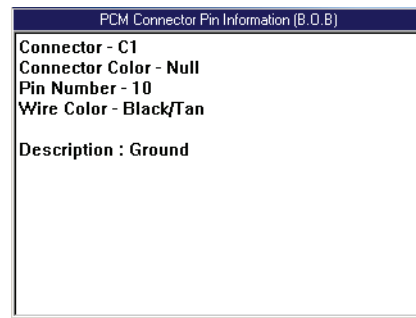 PCM Connector Pin Information (B.O.B)
Connector - C1
Connector Color - Null
Pin Number - 10
Wire Color - Black/Tan
Description : Ground